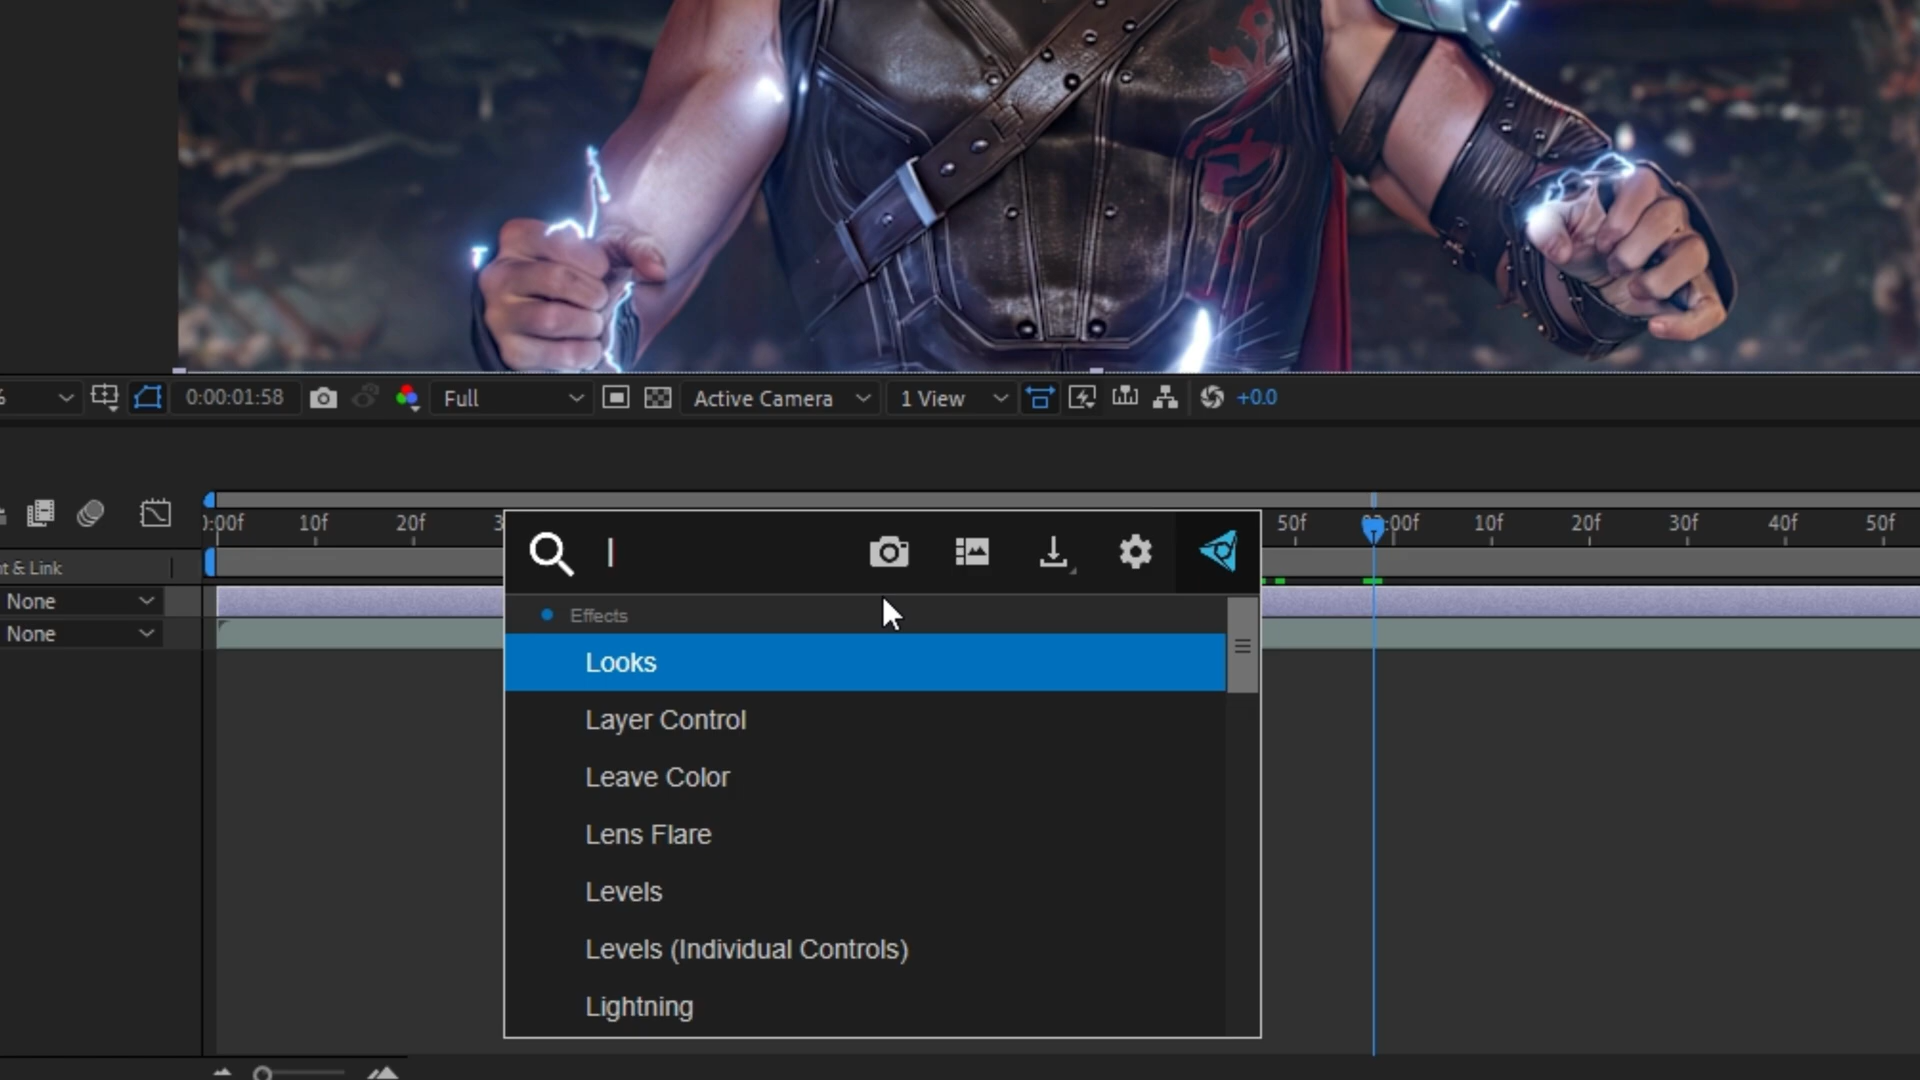 0:00:01:58 Full Active Camera 1 View +0.0
0:00f 10f 20f 50f 10f 20f 30f 40f 50f
l
t & Link
None
None
Effects
Looks
Layer Control
Leave Color
Lens Flare
Levels
Levels (Individual Controls)
Lightning